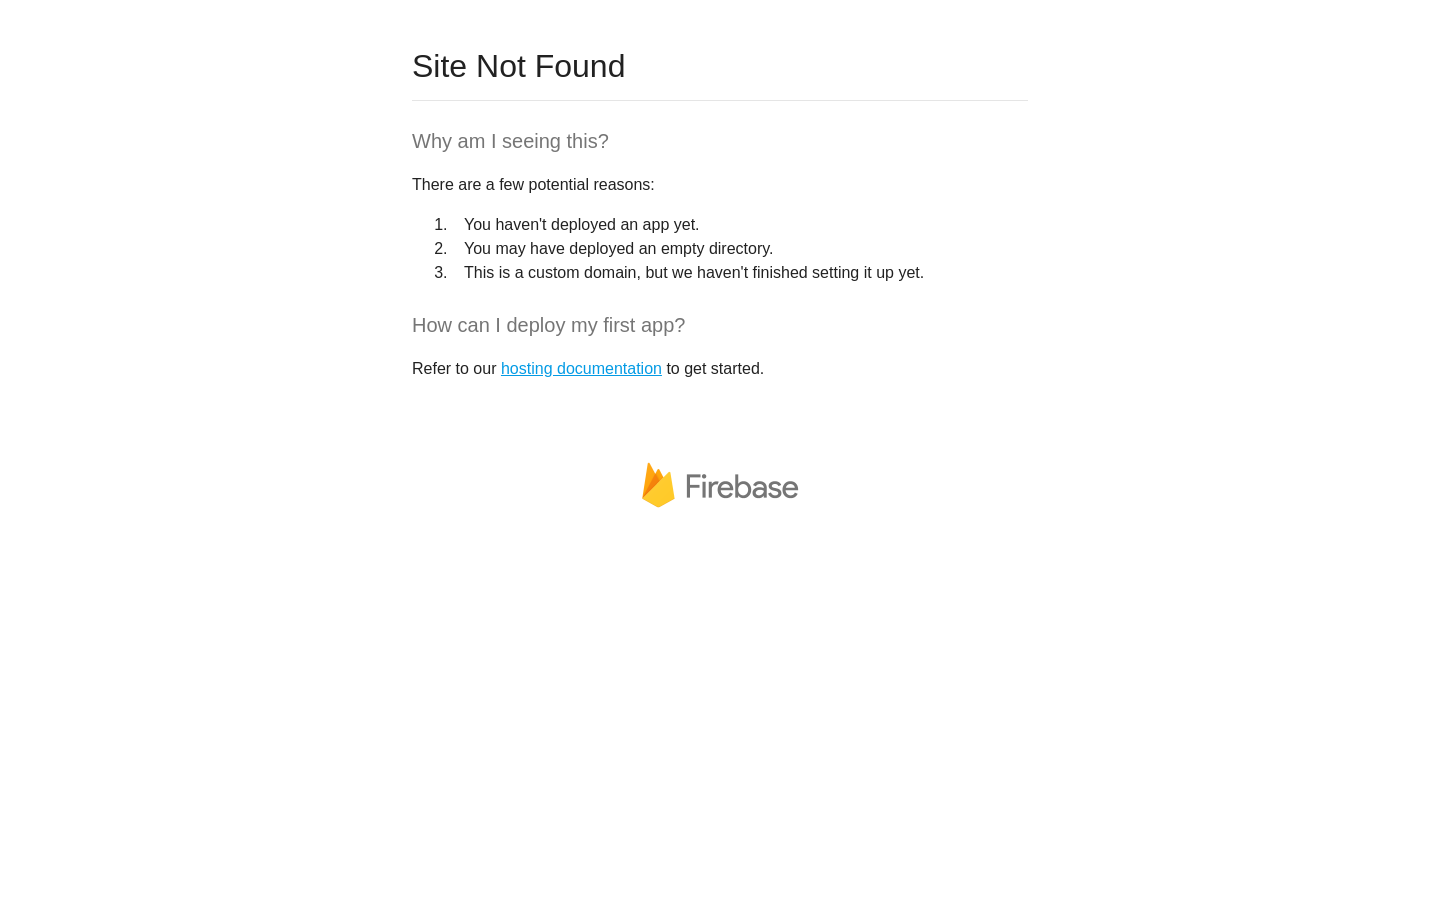 Site Not Found
Why am I seeing this?
There are a few potential reasons:
1. You haven't deployed an app yet.
2. You may have deployed an empty directory.
3. This is a custom domain, but we haven't finished setting it up yet.
How can I deploy my first app?
Refer to our hosting documentation to get started.
Firebase